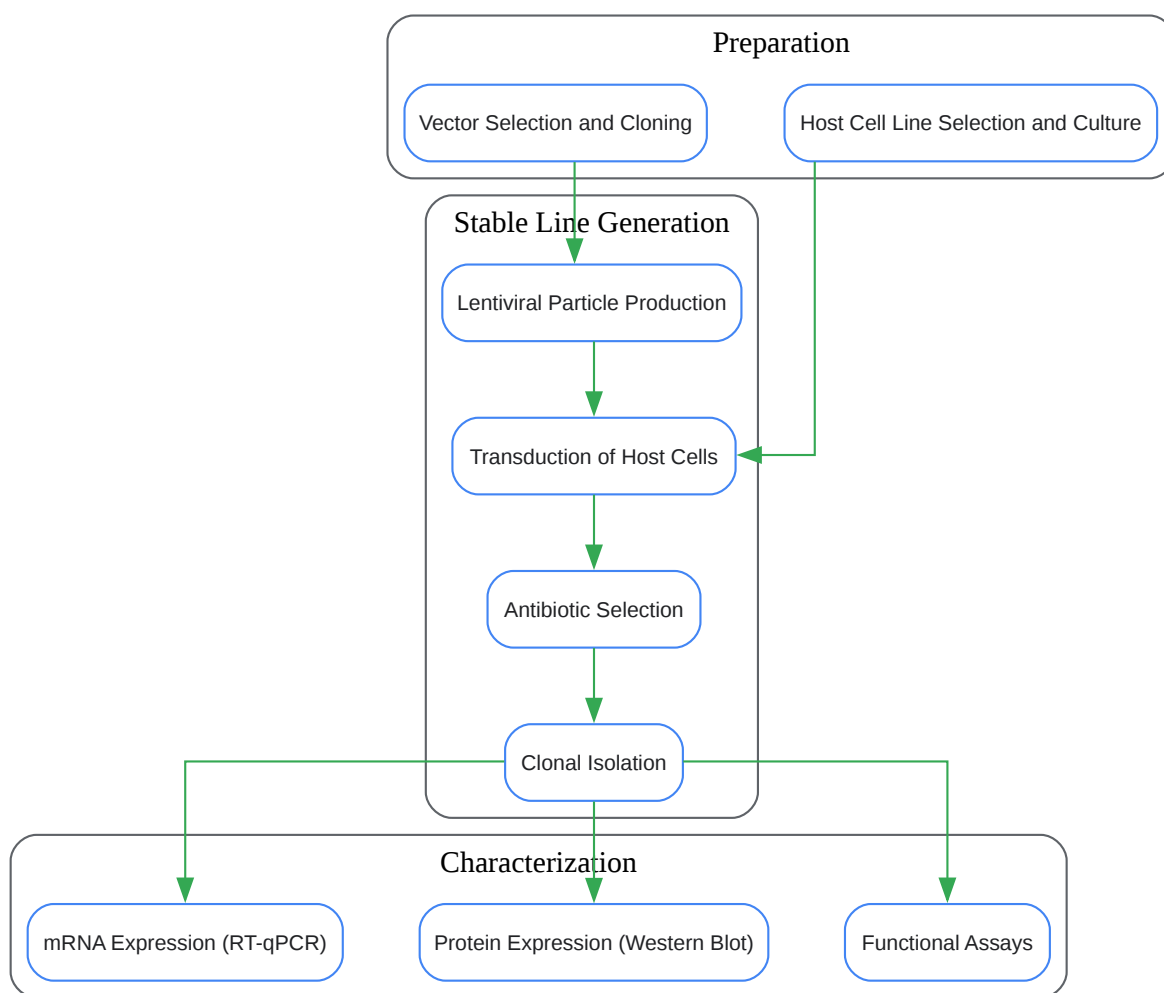 Preparation
Vector Selection and Cloning
Host Cell Line Selection and Culture
Stable Line Generation
Lentiviral Particle Production
Transduction of Host Cells
Antibiotic Selection
Clonal Isolation
Characterization
mRNA Expression (RT-qPCR)
Protein Expression (Western Blot)
Functional Assays